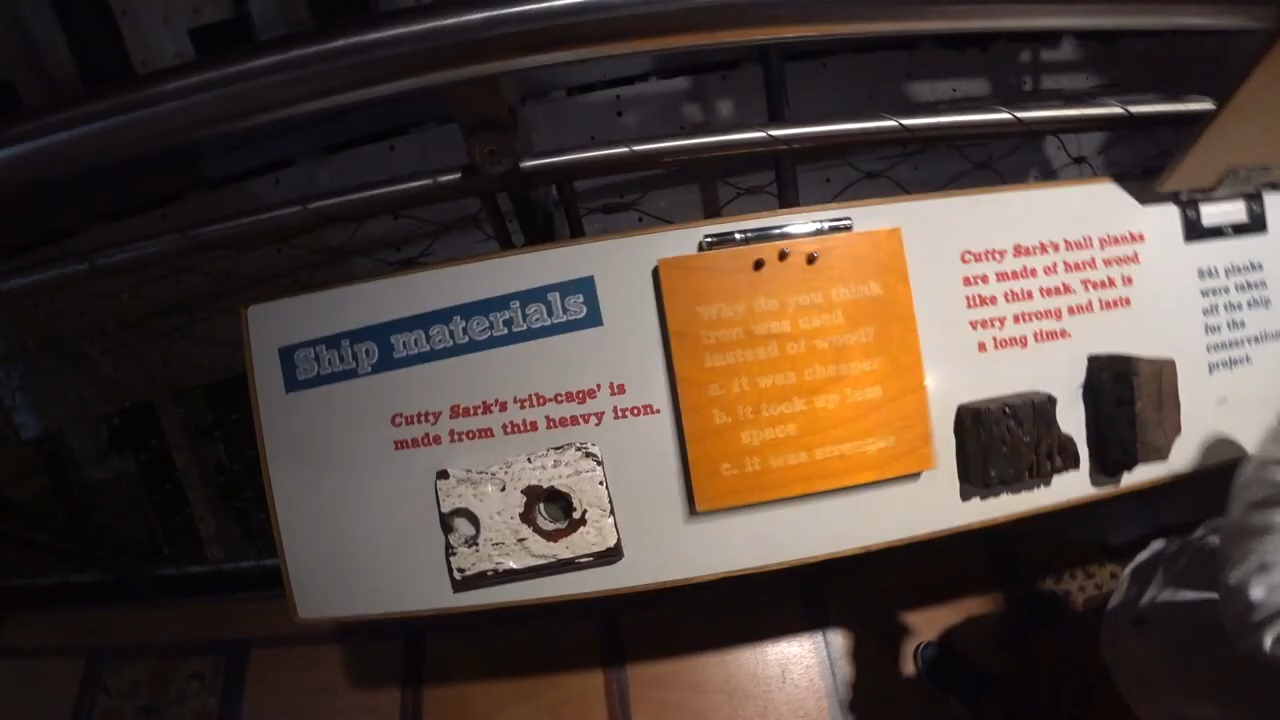 Ship materials
Cutty Sark's 'rib-cage' is
made from this heavy iron.
Why do you think
iron was used
instead of wood?
a. it was cheaper
b. it took up less
space
c. it was stronger
Cutty Sark's hull planks
are made of hard wood
like this teak. Teak is
very strong and lasts
a long time.
planks
were taken
off the ship
for the
conservation
project.